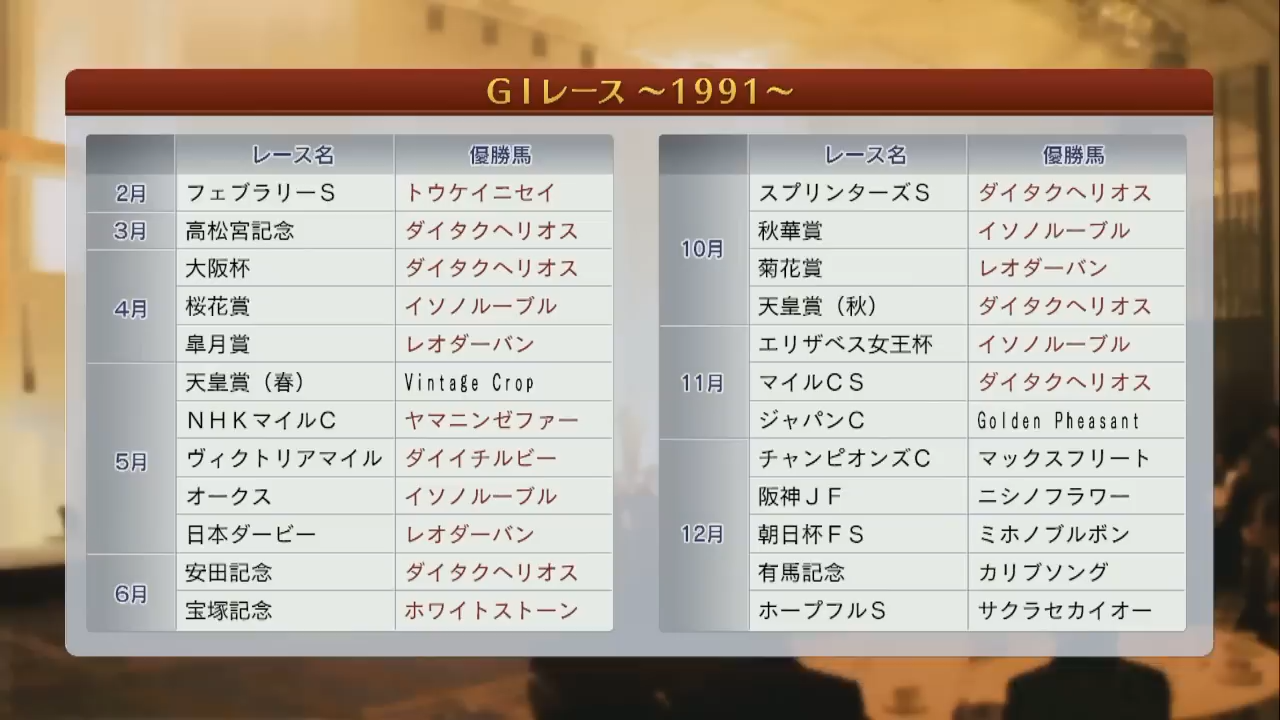 GIレース ～1991～
レース名 優勝馬
2月 フェブラリーS トウケイニセイ
3月 高松宮記念 ダイタクヘリオス
4月 大阪杯 ダイタクヘリオス
桜花賞 イソノルーブル
皐月賞 レオダーバン
5月 天皇賞（春） Vintage Crop
NHKマイルC ヤマニンゼファー
ヴィクトリアマイル ダイイチルビー
オークス イソノルーブル
日本ダービー レオダーバン
6月 安田記念 ダイタクヘリオス
宝塚記念 ホワイトストーン
レース名 優勝馬
10月 スプリンターズS ダイタクヘリオス
秋華賞 イソノルーブル
菊花賞 レオダーバン
天皇賞（秋） ダイタクヘリオス
11月 エリザベス女王杯 イソノルーブル
マイルCS ダイタクヘリオス
ジャパンC Golden Pheasant
12月 チャンピオンズC マックスフリート
阪神JF ニシノフラワー
朝日杯FS ミホノブルボン
有馬記念 カリブソング
ホープフルS サクラセカイオー